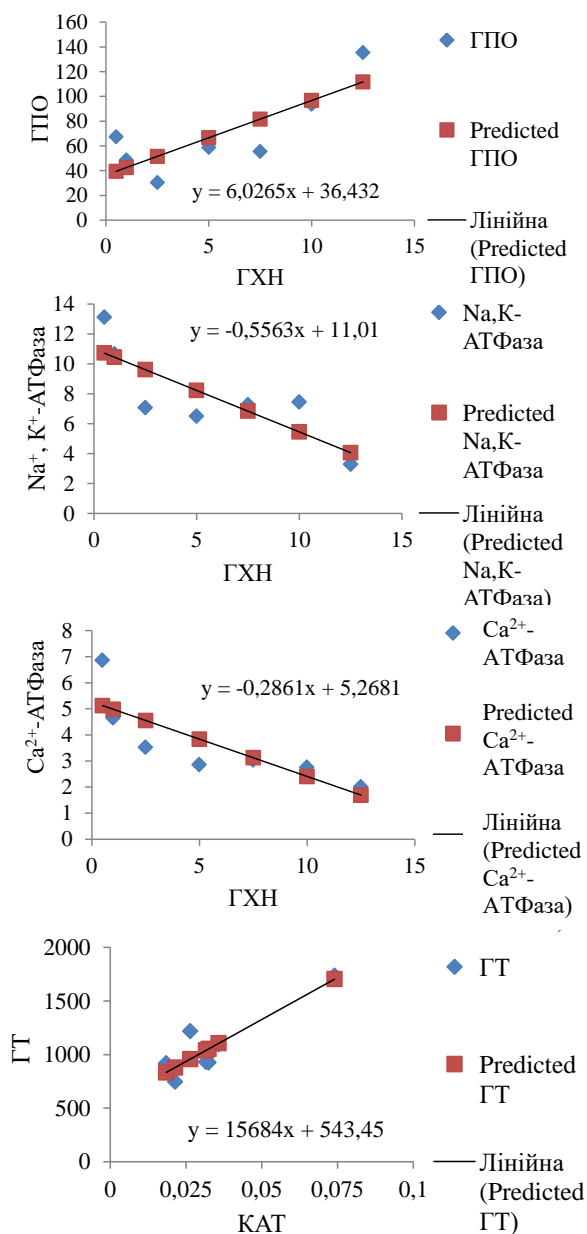 160
140
120
100
80
60
40
20
0
ГПО
5
10
15
ГХН
y = 6,0265x + 36,432
ГПО
Predicted
ГПО
Лінійна
(Predicted
ГПО)
14
12
10
8
6
4
2
0
Na⁺, K⁺-АТФаза
0
5
10
15
ГХН
y = -0,5563x + 11,01
Na,K-
АТФаза
Predicted
Na,K-
АТФаза
Лінійна
(Predicted
Na,K-
АТФаза)
8
7
6
5
4
3
2
1
0
Ca²⁺-АТФаза
0
5
10
15
ГХН
y = -0,2861x + 5,2681
Ca²⁺-
АТФаза
Predicted
Ca²⁺-
АТФаза
Лінійна
(Predicted
Ca²⁺-
АТФаза)
2000
1500
1000
500
0
ГТ
0
0,025
0,05
0,075
0,1
КАТ
y = 15684x + 543,45
ГТ
Predicted
ГТ
Лінійна
(Predicted
ГТ)